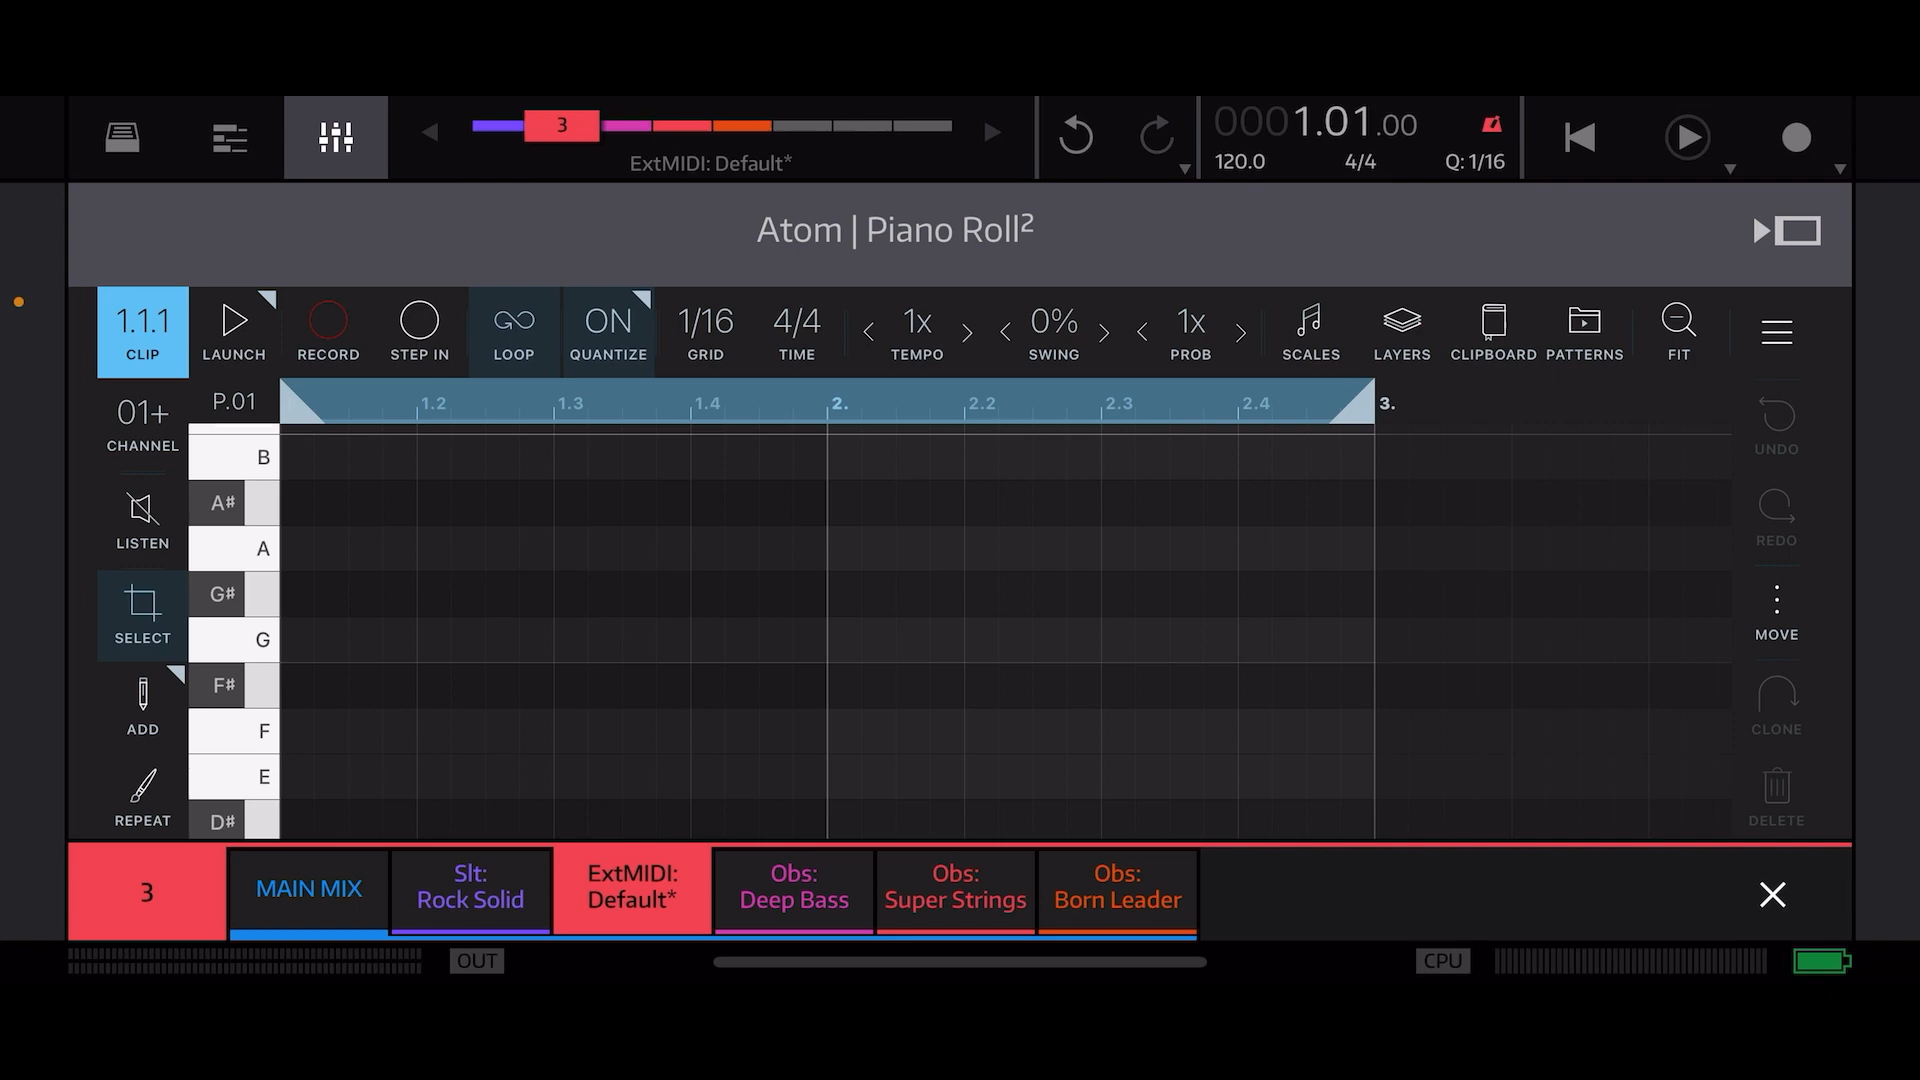 3
ExtMIDI: Default*
0001.01.00
120.0 4/4 Q: 1/16
Atom | Piano Roll²
1.1.1 ON 1/16 4/4 1x 0% 1x
CLIP LAUNCH RECORD STEP IN LOOP QUANTIZE GRID TIME TEMPO SWING PROB SCALES LAYERS CLIPBOARD PATTERNS FIT
01+
CHANNEL
P.01
1.2 1.3 1.4 2. 2.2 2.3 2.4 3.
LISTEN
SELECT
ADD
REPEAT
B
A#
A
G#
G
F#
F
E
D#
UNDO
REDO
MOVE
CLONE
DELETE
3
MAIN MIX
Slt:
Rock Solid
ExtMIDI:
Default*
Obs:
Deep Bass
Obs:
Super Strings
Obs:
Born Leader
OUT
CPU